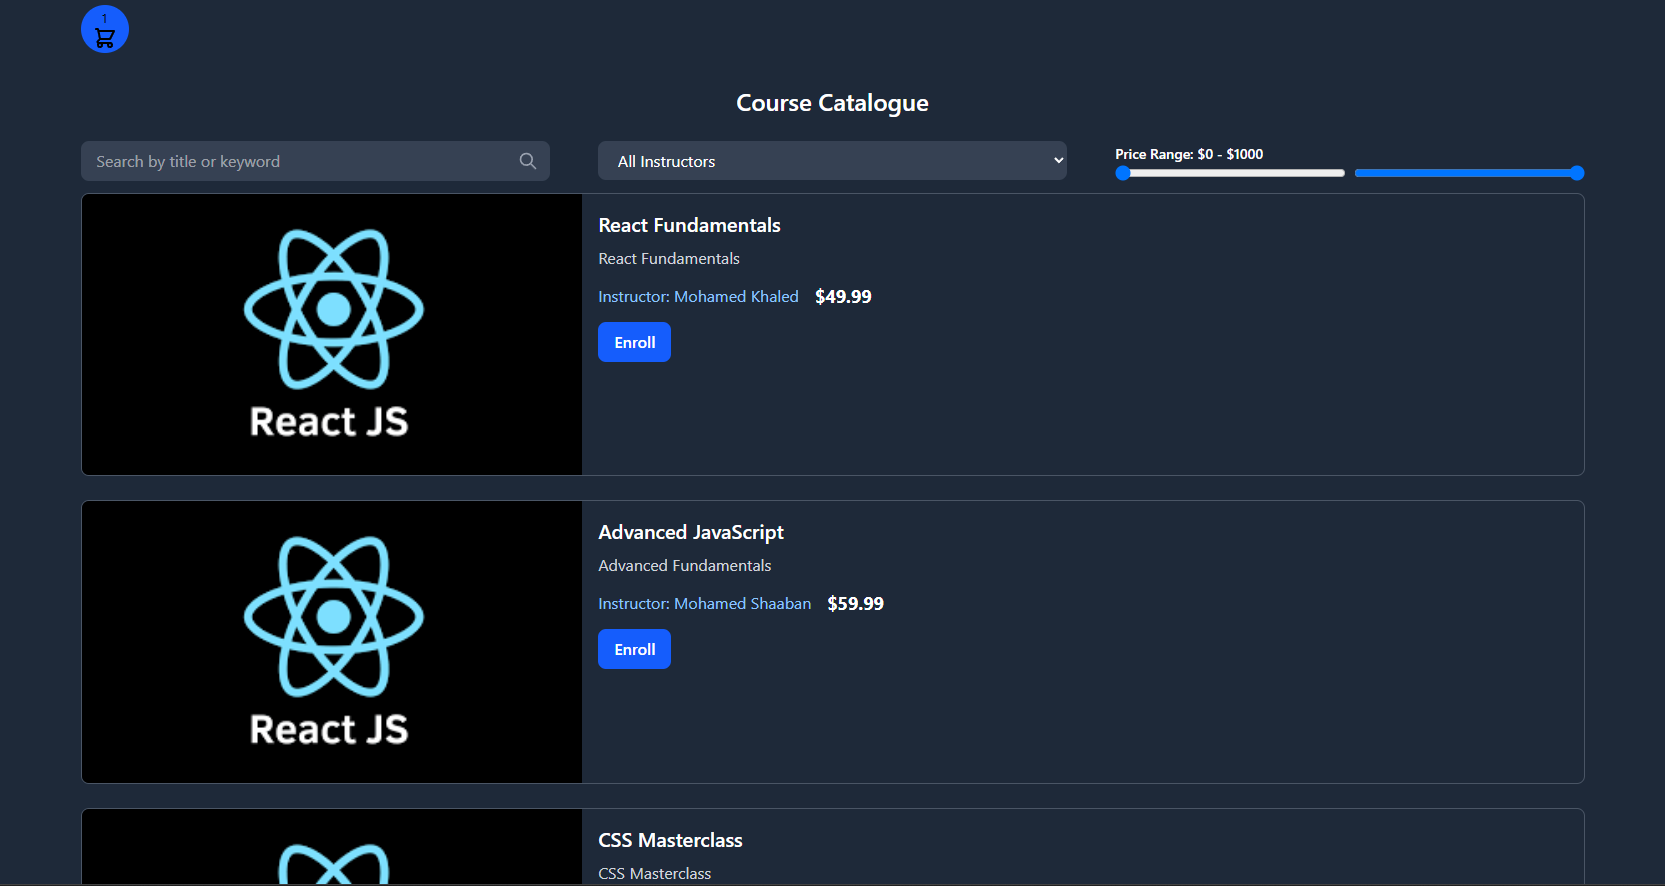 1
Course Catalogue
Search by title or keyword
All Instructors
Price Range: $0 - $1000
React JS
React Fundamentals
React Fundamentals
Instructor: Mohamed Khaled $49.99
Enroll
React JS
Advanced JavaScript
Advanced Fundamentals
Instructor: Mohamed Shaaban $59.99
Enroll
CSS Masterclass
CSS Masterclass